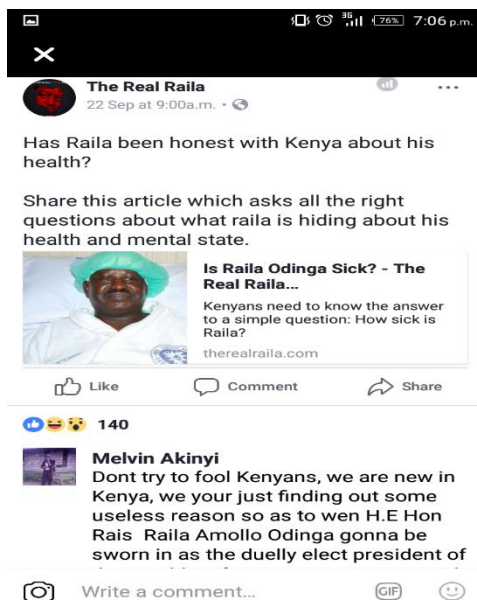 76% 7:06 p.m.
The Real Raila
22 Sep at 9:00a.m.
Has Raila been honest with Kenya about his
health?
Share this article which asks all the right
questions about what raila is hiding about his
health and mental state.
Is Raila Odinga Sick? - The
Real Raila...
Kenyans need to know the answer
to a simple question: How sick is
Raila?
therealraila.com
Like Comment Share
140
Melvin Akinyi
Dont try to fool Kenyans, we are new in
Kenya, we your just finding out some
useless reason so as to wen H.E Hon
Rais Raila Amollo Odinga gonna be
sworn in as the duelly elect president of
Write a comment...
GIF